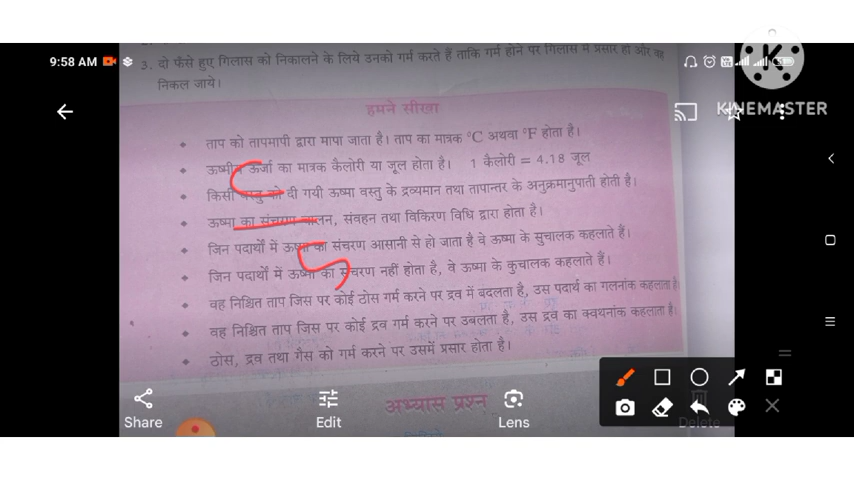 9:58 AM
3. दो फँसे हुए गिलास को निकालने के लिये उनको गर्म करते हैं ताकि गर्म होने पर गिलास में प्रसार हो और वह
निकल जाये।
KINEMASTER
हमने सीखा
• ताप को तापमापी द्वारा मापा जाता है। ताप का मात्रक °C अथवा °F होता है।
• ऊष्मीय ऊर्जा का मात्रक कैलोरी या जूल होता है। 1 कैलोरी = 4.18 जूल
• किसी वस्तु को दी गयी ऊष्मा वस्तु के द्रव्यमान तथा तापान्तर के अनुक्रमानुपाती होती है।
• ऊष्मा का संचरण चालन, संवहन तथा विकिरण विधि द्वारा होता है।
• जिन पदार्थों में ऊष्मा का संचरण आसानी से हो जाता है वे ऊष्मा के सुचालक कहलाते हैं।
• जिन पदार्थों में ऊष्मा का संचरण नहीं होता है, वे ऊष्मा के कुचालक कहलाते हैं।
• वह निश्चित ताप जिस पर कोई ठोस गर्म करने पर द्रव में बदलता है, उस पदार्थ का गलनांक कहलाता है
• वह निश्चित ताप जिस पर कोई द्रव गर्म करने पर उबलता है, उस द्रव का क्वथनांक कहलाता है।
• ठोस, द्रव तथा गैस को गर्म करने पर उसमें प्रसार होता है।
अभ्यास प्रश्न
Share
Edit
Lens
Delete